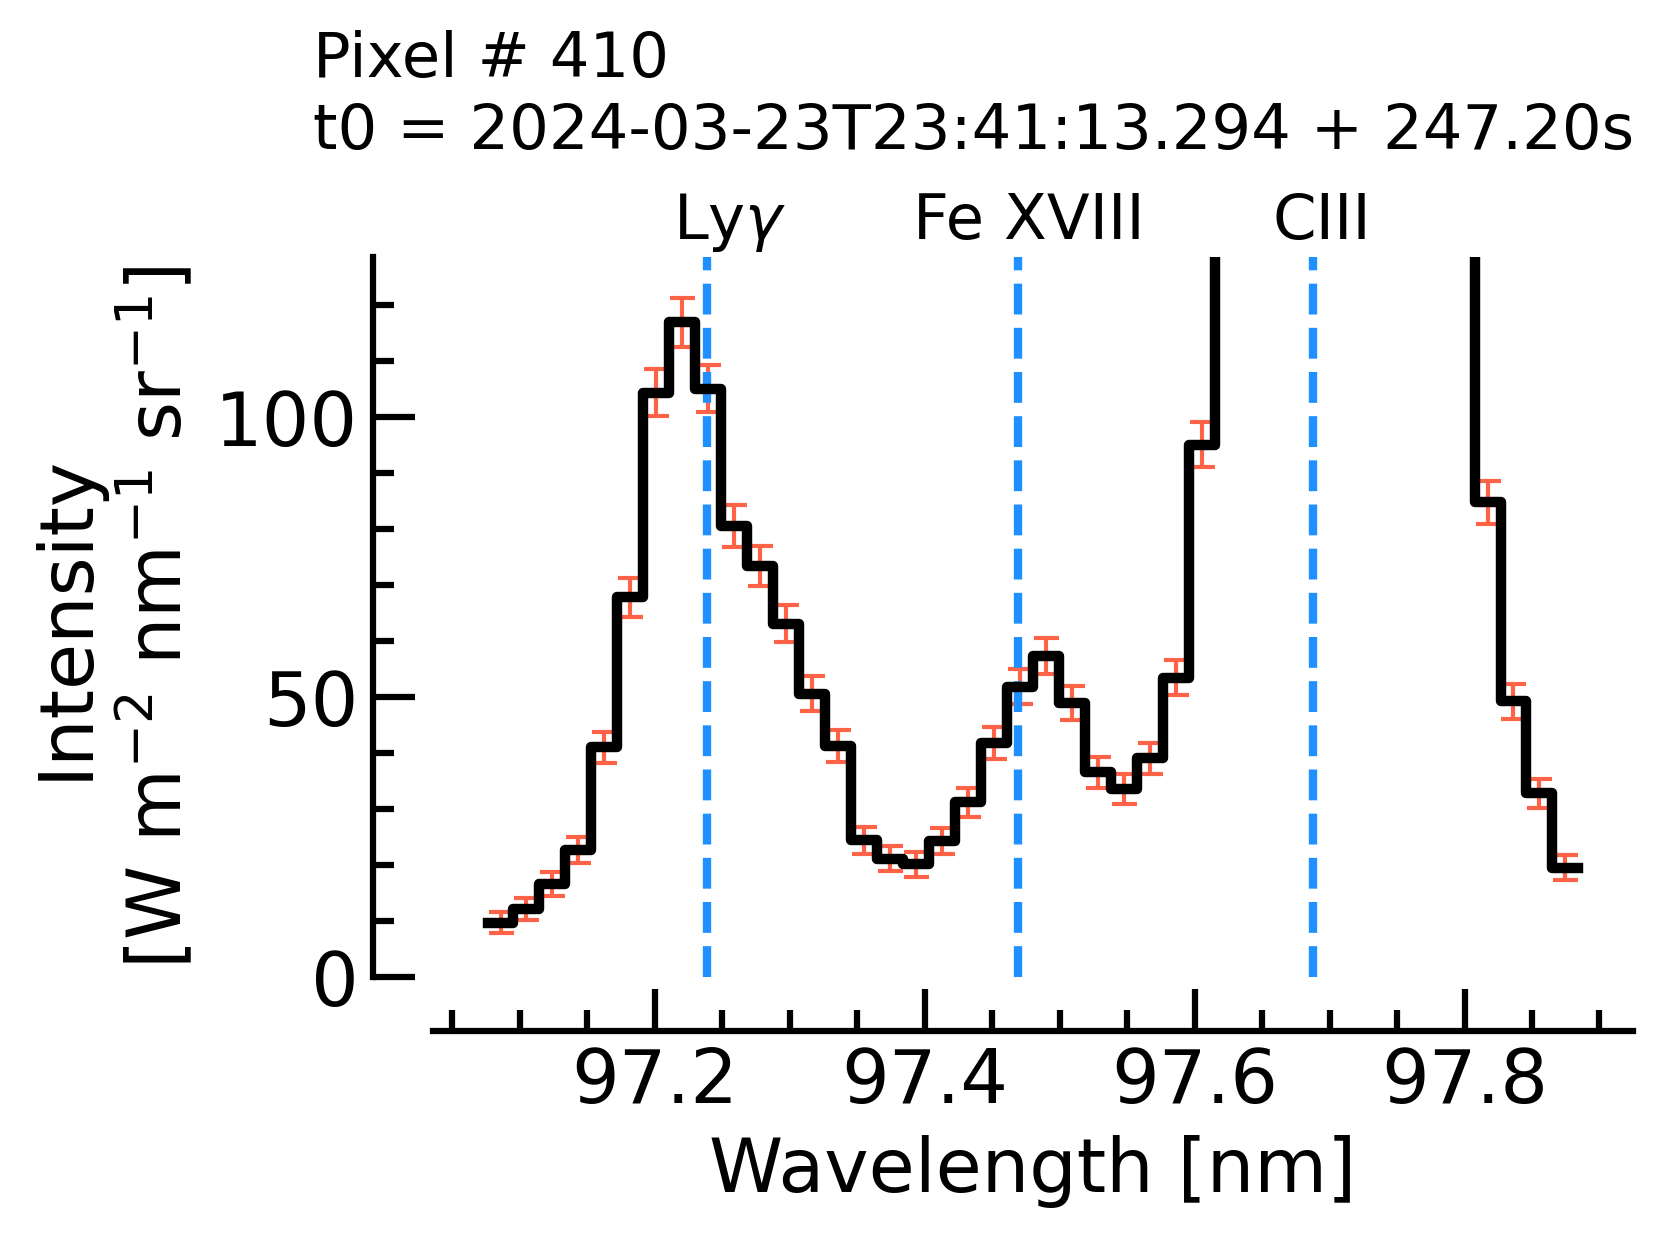 Pixel # 410
t0 = 2024-03-23T23:41:13.294 + 247.20s
Lyγ Fe XVIII CIII
Intensity
[W m⁻² nm⁻¹ sr⁻¹]
100
50
0
97.2 97.4 97.6 97.8
Wavelength [nm]